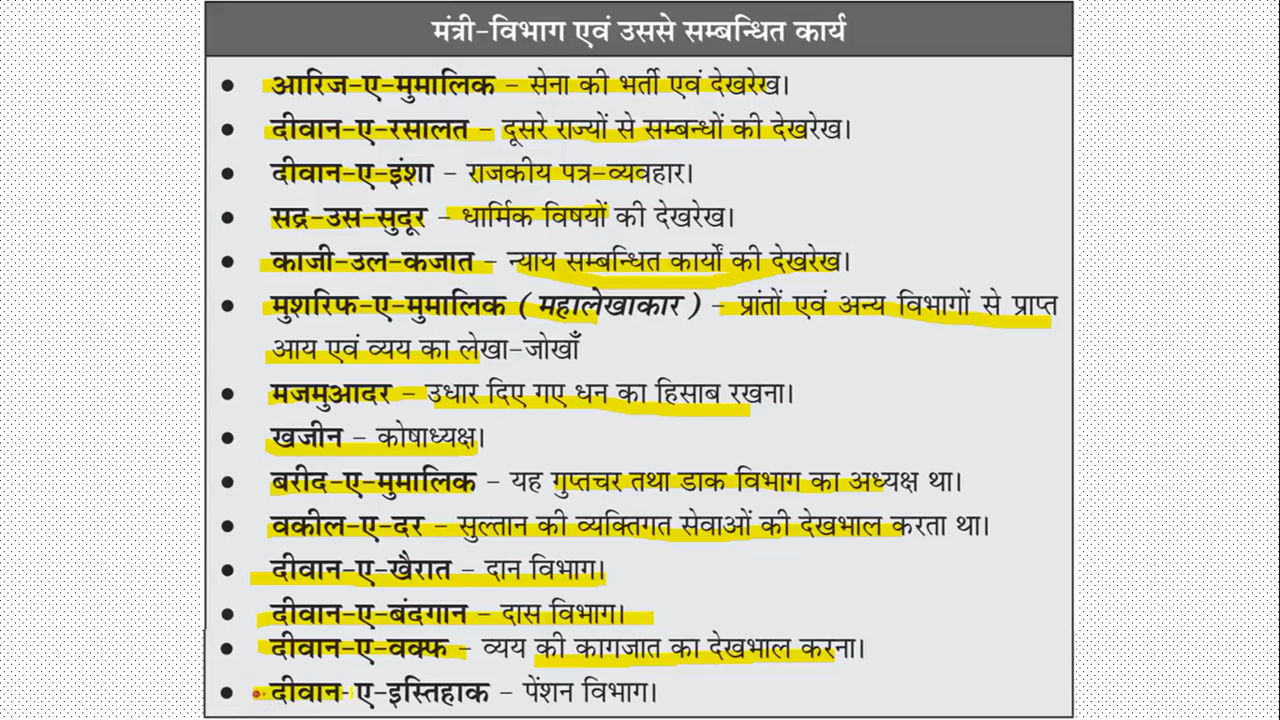 मंत्री-विभाग एवं उससे सम्बन्धित कार्य
• आरिज-ए-मुमालिक – सेना की भर्ती एवं देखरेख।
• दीवान-ए-रसालत – दूसरे राज्यों से सम्बन्धों की देखरेख।
• दीवान-ए-इंशा – राजकीय पत्र-व्यवहार।
• सद्र-उस-सुदूर – धार्मिक विषयों की देखरेख।
• काजी-उल-कजात – न्याय सम्बन्धित कार्यों की देखरेख।
• मुशरिफ-ए-मुमालिक ( महालेखाकार ) – प्रांतों एवं अन्य विभागों से प्राप्त
आय एवं व्यय का लेखा-जोखाँ
• मजमुआदर – उधार दिए गए धन का हिसाब रखना।
• खजीन – कोषाध्यक्ष।
• बरीद-ए-मुमालिक – यह गुप्तचर तथा डाक विभाग का अध्यक्ष था।
• वकील-ए-दर – सुल्तान की व्यक्तिगत सेवाओं की देखभाल करता था।
• दीवान-ए-खैरात – दान विभाग।
• दीवान-ए-बंदगान – दास विभाग।
• दीवान-ए-वक्फ – व्यय की कागजात का देखभाल करना।
• दीवान-ए-इस्तिहाक – पेंशन विभाग।